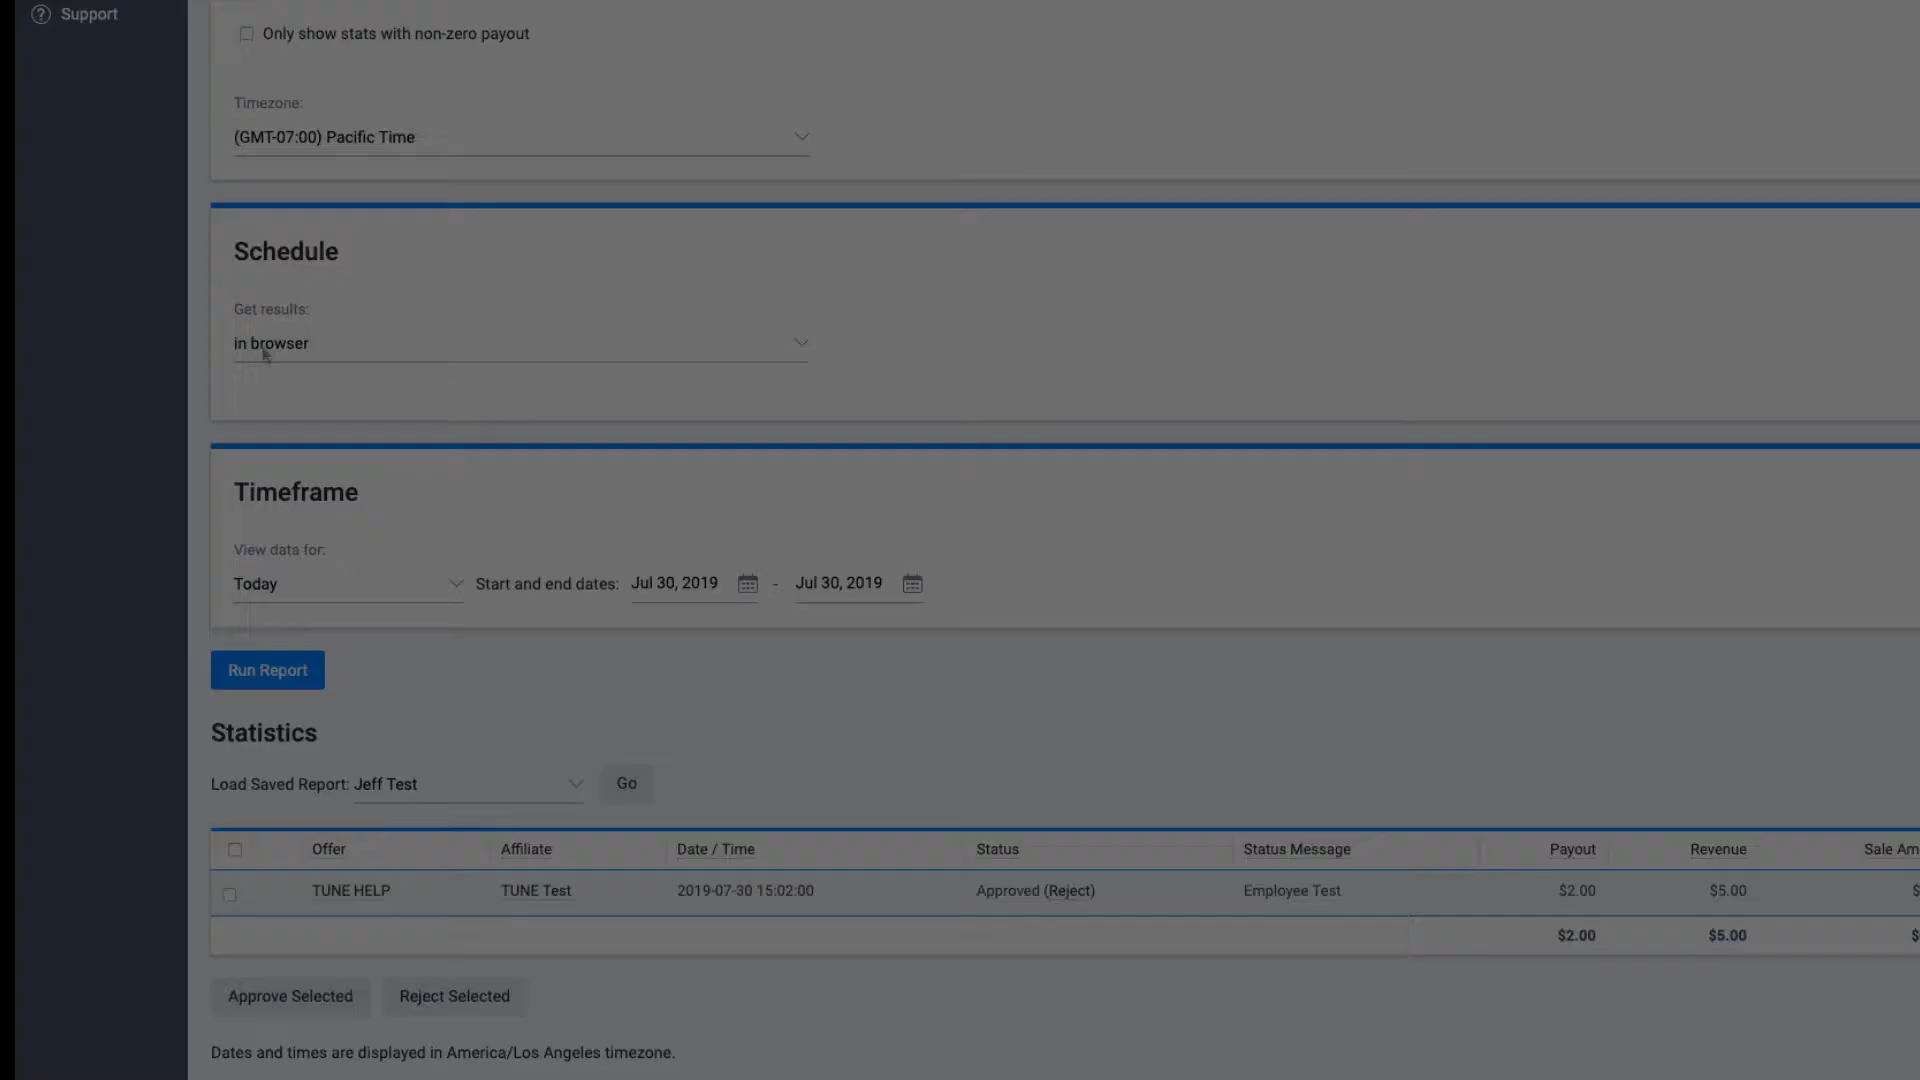 Support
Only show stats with non-zero payout
Timezone:
(GMT-07:00) Pacific Time
Schedule
Get results:
in browser
Timeframe
View data for:
Today Start and end dates: Jul 30, 2019 - Jul 30, 2019
Run Report
Statistics
Load Saved Report: Jeff Test Go
Offer Affiliate Date / Time Status Status Message Payout Revenue Sale Am
TUNE HELP TUNE Test 2019-07-30 15:02:00 Approved (Reject) Employee Test $2.00 $5.00 $
$2.00 $5.00 $
Approve Selected Reject Selected
Dates and times are displayed in America/Los Angeles timezone.